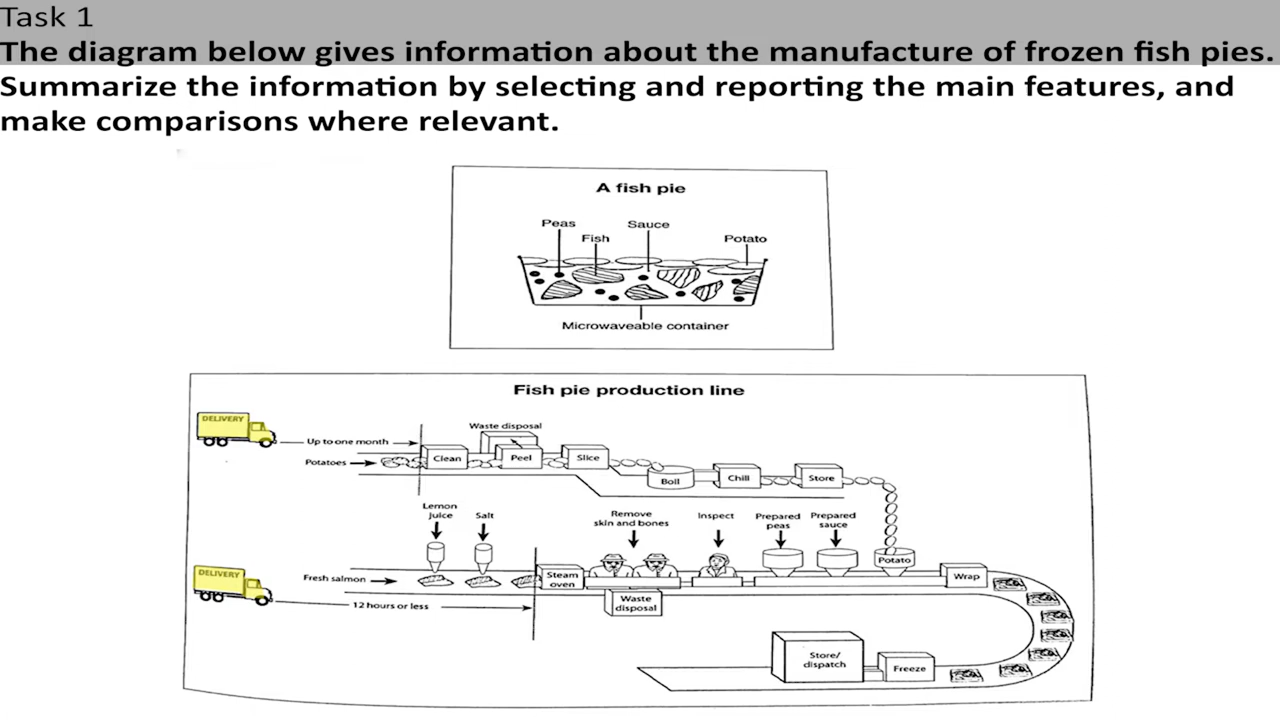 Task 1
The diagram below gives information about the manufacture of frozen fish pies.
Summarize the information by selecting and reporting the main features, and
make comparisons where relevant.
A fish pie
Peas
Sauce
Fish
Potato
Microwaveable container
Fish pie production line
DELIVERY
Up to one month
Potatoes
Waste disposal
Clean
Peel
Slice
Boil
Chill
Store
Lemon
juice
Salt
Remove
skin and bones
Inspect
Prepared
peas
Prepared
sauce
Potato
DELIVERY
Fresh salmon
12 hours or less
Steam
oven
Waste
disposal
Wrap
Store/
dispatch
Freeze